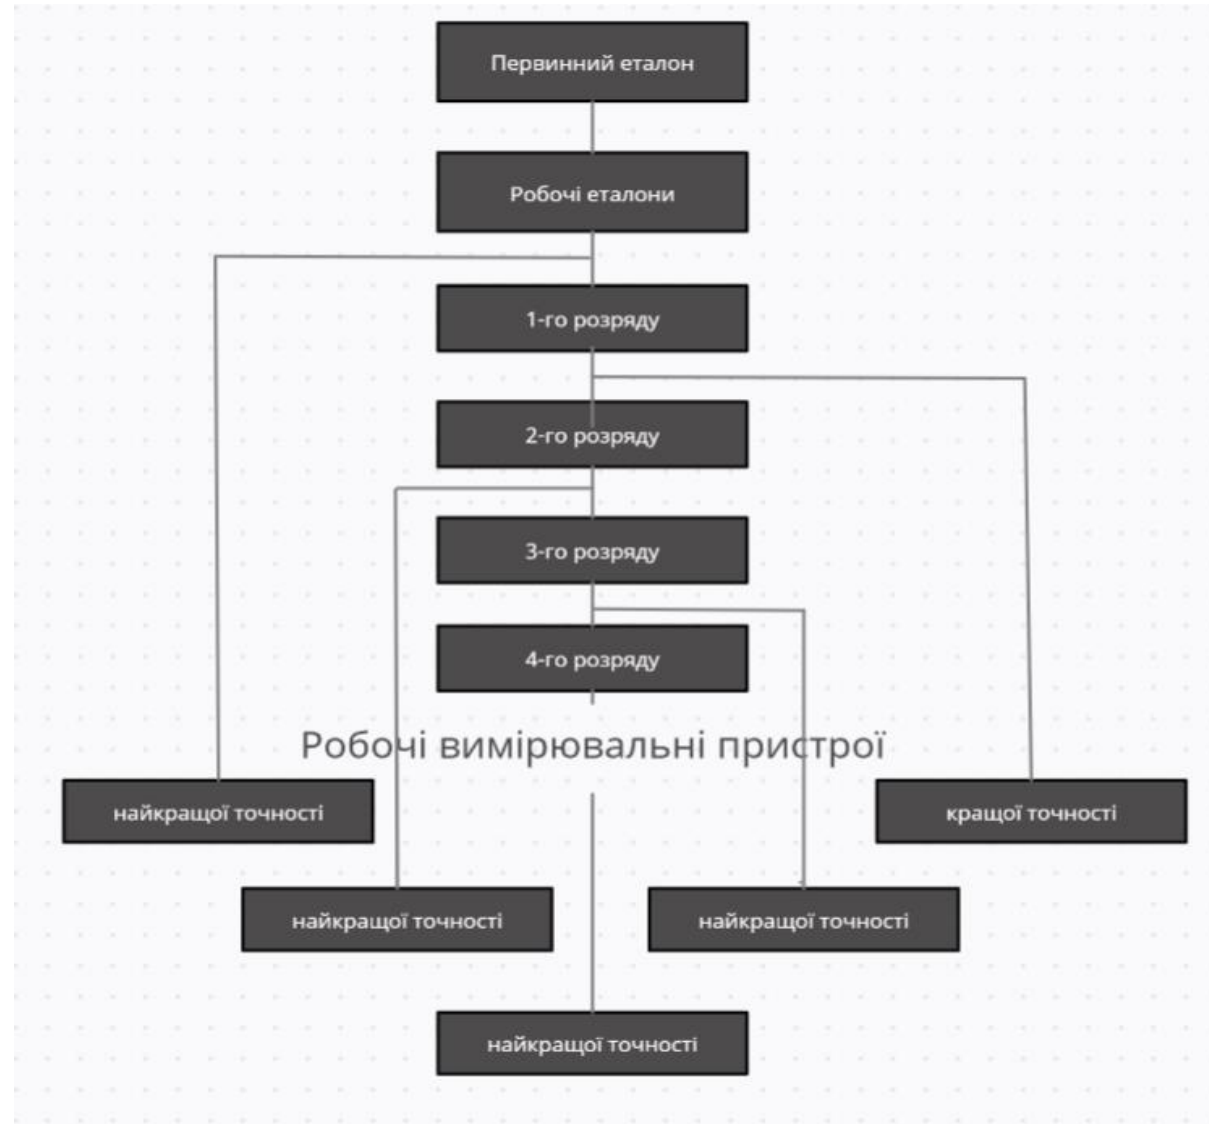 Первинний еталон
Робочі еталони
1-го розряду
2-го розряду
3-го розряду
4-го розряду
Робочі вимірювальні пристрої
найкращої точності
кращої точності
найкращої точності
найкращої точності
найкращої точності